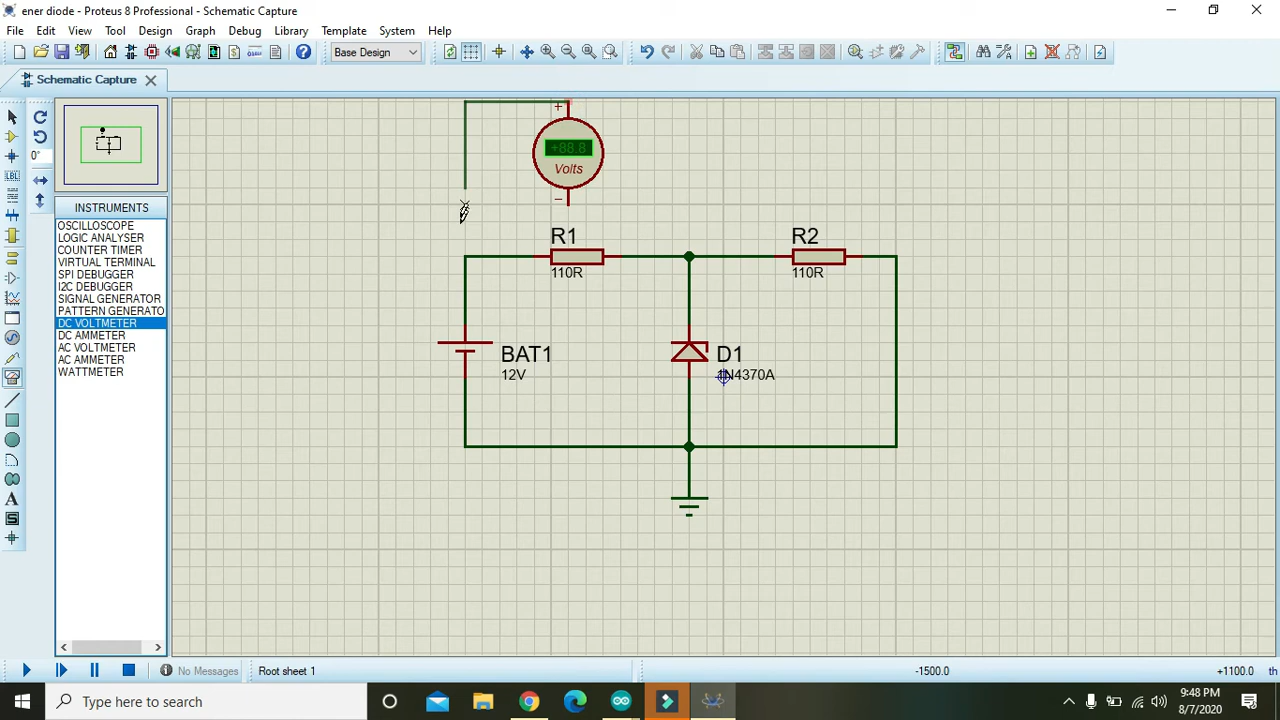 ener diode - Proteus 8 Professional - Schematic Capture
File Edit View Tool Design Graph Debug Library Template System Help
Base Design
Schematic Capture
0°
INSTRUMENTS
OSCILLOSCOPE
LOGIC ANALYSER
COUNTER TIMER
VIRTUAL TERMINAL
SPI DEBUGGER
I2C DEBUGGER
SIGNAL GENERATOR
PATTERN GENERATO
DC VOLTMETER
DC AMMETER
AC VOLTMETER
AC AMMETER
WATTMETER
+
+88.8
Volts
−
R1
110R
R2
110R
BAT1
12V
D1
1N4370A
No Messages
Root sheet 1
-1500.0
+1100.0
th
Type here to search
9:48 PM
8/7/2020